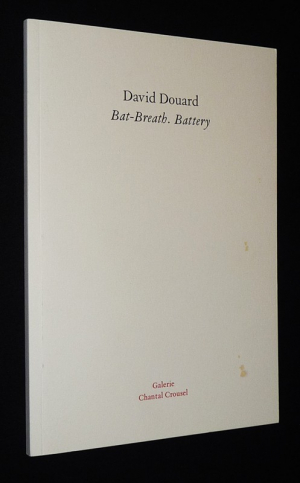 David Douard
Bat-Breath. Battery
Galerie
Chantal Crousel